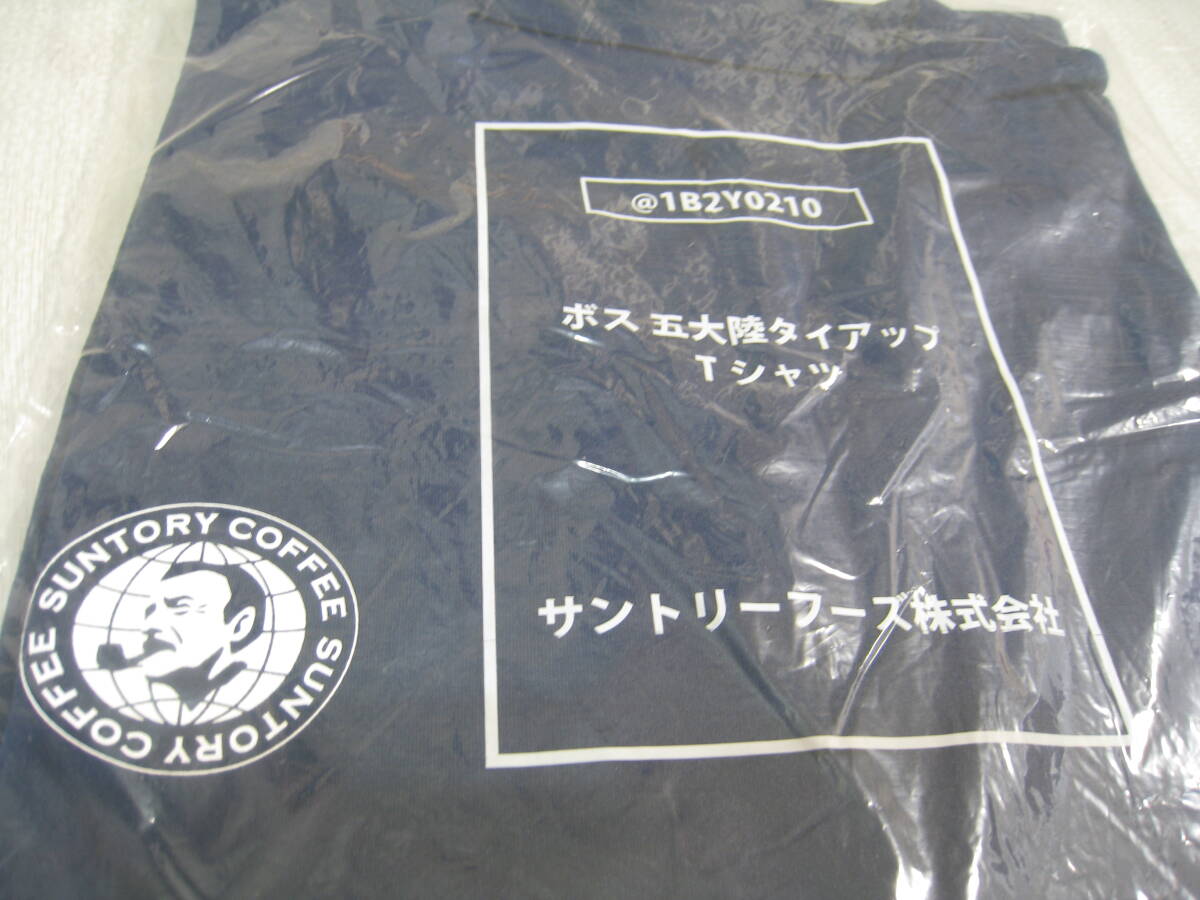 @1B2Y0210
ボス 五大陸タイアップ
Tシャツ
サントリーフーズ株式会社
SUNTORY COFFEE SUNTORY COFFEE